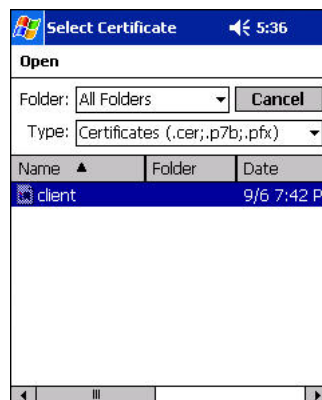 Select Certificate 5:36
Open
Folder: All Folders Cancel
Type: Certificates (.cer;.p7b;.pfx)
Name Folder Date
client 9/6 7:42 P